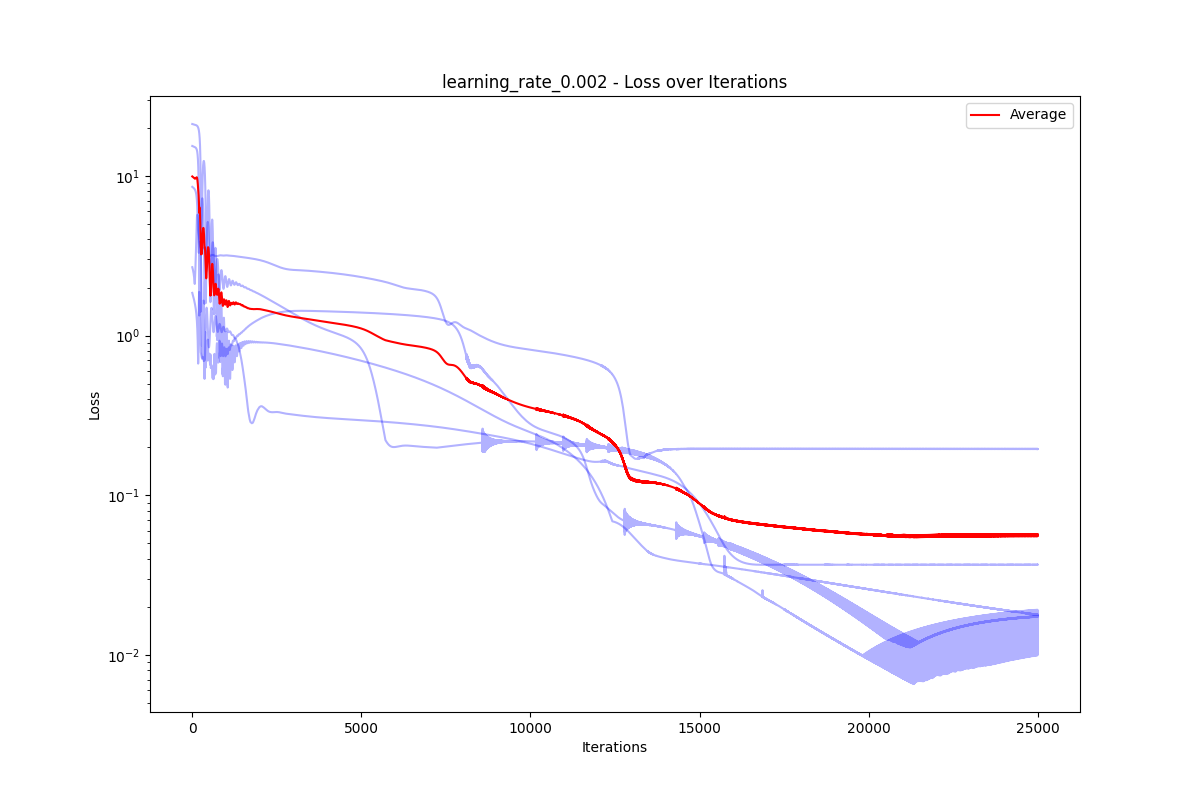 learning_rate_0.002 - Loss over Iterations
Average
10^1
10^0
10^-1
10^-2
Loss
0 5000 10000 15000 20000 25000
Iterations